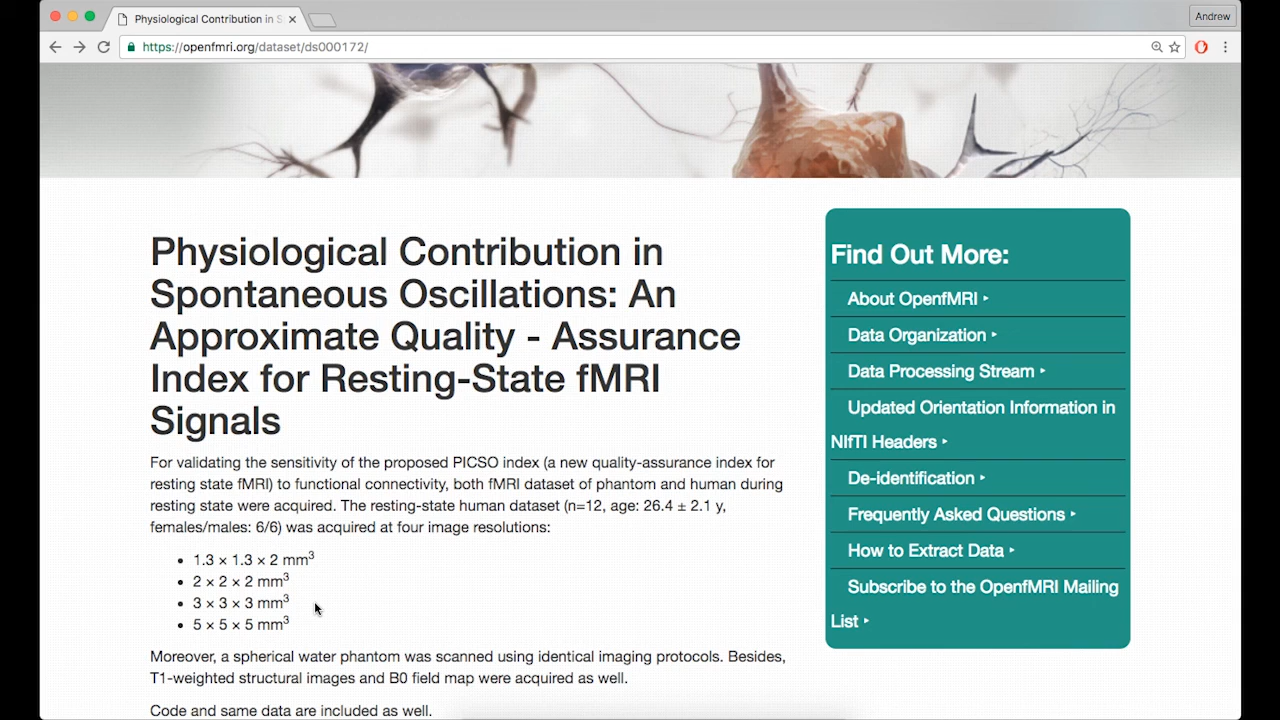 Physiological Contribution in S
Andrew
https://openfmri.org/dataset/ds000172/
Physiological Contribution in
Spontaneous Oscillations: An
Approximate Quality - Assurance
Index for Resting-State fMRI
Signals
For validating the sensitivity of the proposed PICSO index (a new quality-assurance index for
resting state fMRI) to functional connectivity, both fMRI dataset of phantom and human during
resting state were acquired. The resting-state human dataset (n=12, age: 26.4 ± 2.1 y,
females/males: 6/6) was acquired at four image resolutions:
• 1.3 × 1.3 × 2 mm³
• 2 × 2 × 2 mm³
• 3 × 3 × 3 mm³
• 5 × 5 × 5 mm³
Moreover, a spherical water phantom was scanned using identical imaging protocols. Besides,
T1-weighted structural images and B0 field map were acquired as well.
Code and same data are included as well.
Find Out More:
About OpenfMRI ▸
Data Organization ▸
Data Processing Stream ▸
Updated Orientation Information in
NIfTI Headers ▸
De-identification ▸
Frequently Asked Questions ▸
How to Extract Data ▸
Subscribe to the OpenfMRI Mailing
List ▸